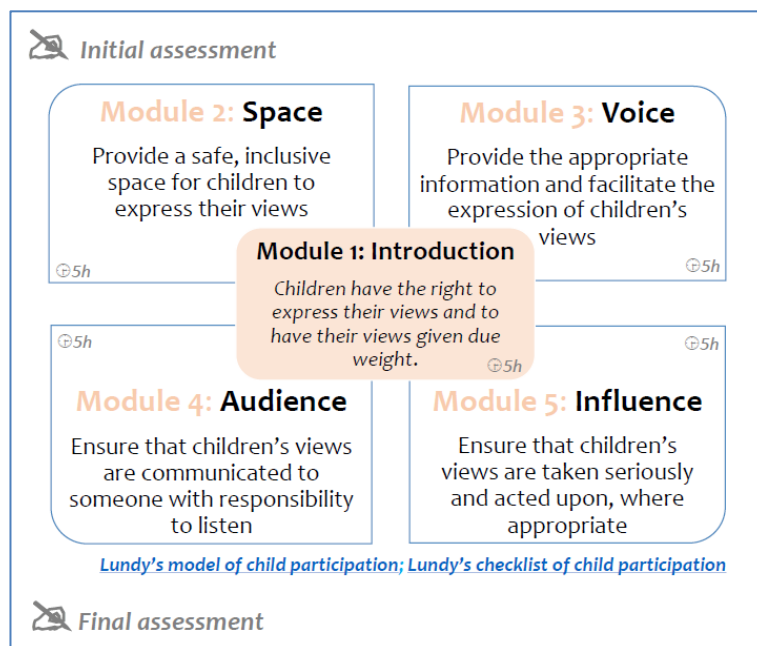 Initial assessment
Module 2: Space
Provide a safe, inclusive
space for children to
express their views
5h
Module 3: Voice
Provide the appropriate
information and facilitate the
expression of children's
views
5h
Module 1: Introduction
Children have the right to
express their views and to
have their views given due
weight.
5h
5h
Module 4: Audience
Ensure that children's views
are communicated to
someone with responsibility
to listen
5h
Module 5: Influence
Ensure that children's
views are taken seriously
and acted upon, where
appropriate
Lundy's model of child participation; Lundy's checklist of child participation
Final assessment